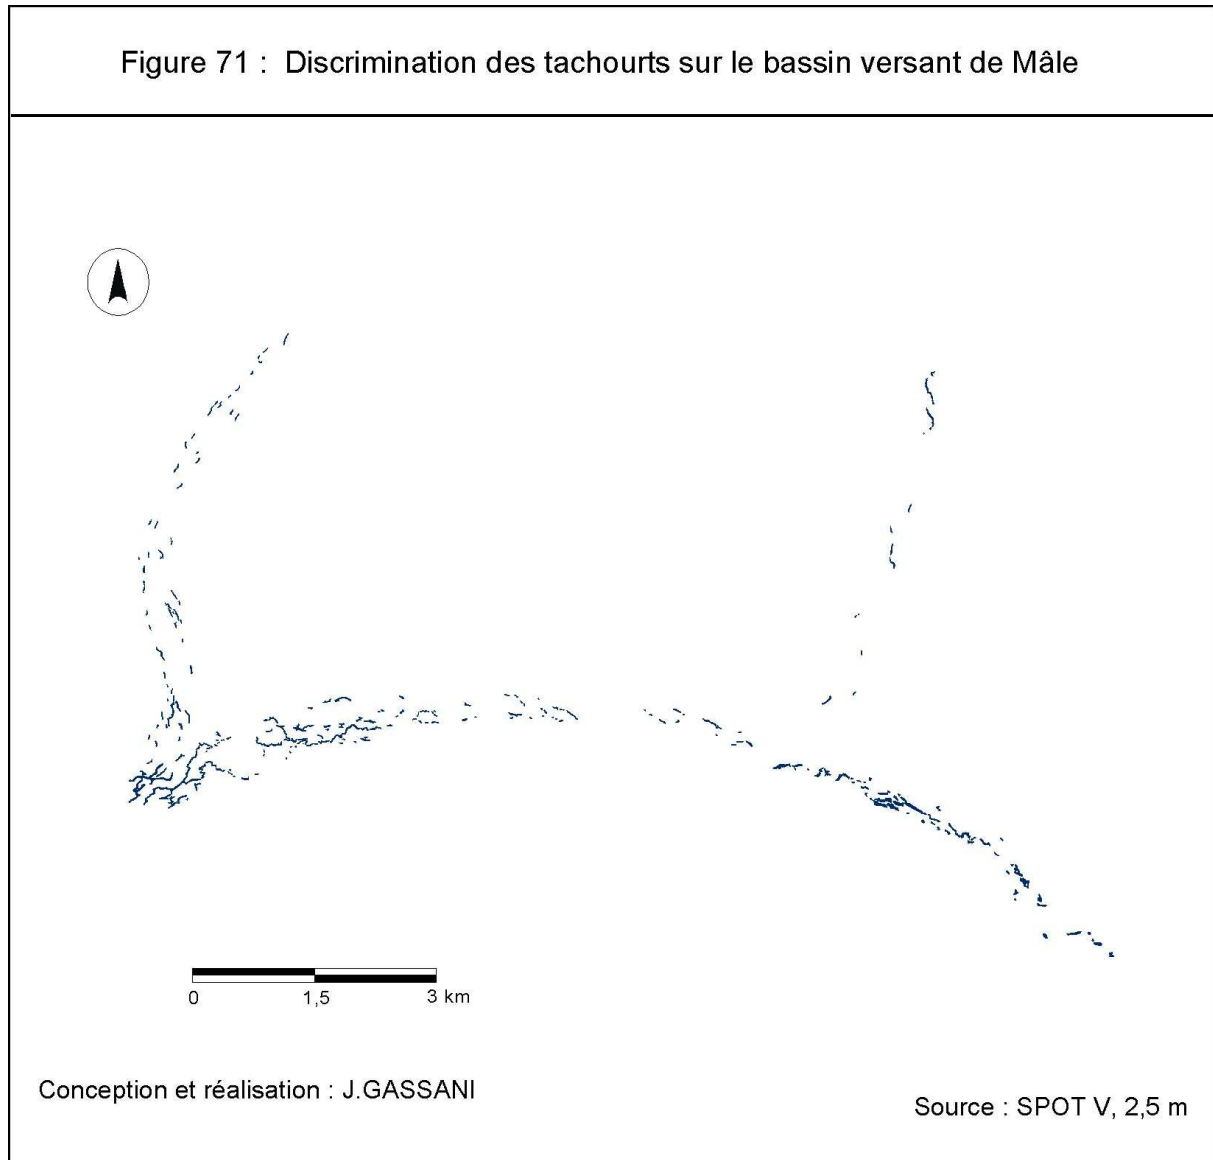 Figure 71 : Discrimination des tachourts sur le bassin versant de Mâle
0 1,5 3 km
Conception et réalisation : J.GASSANI
Source : SPOT V, 2,5 m